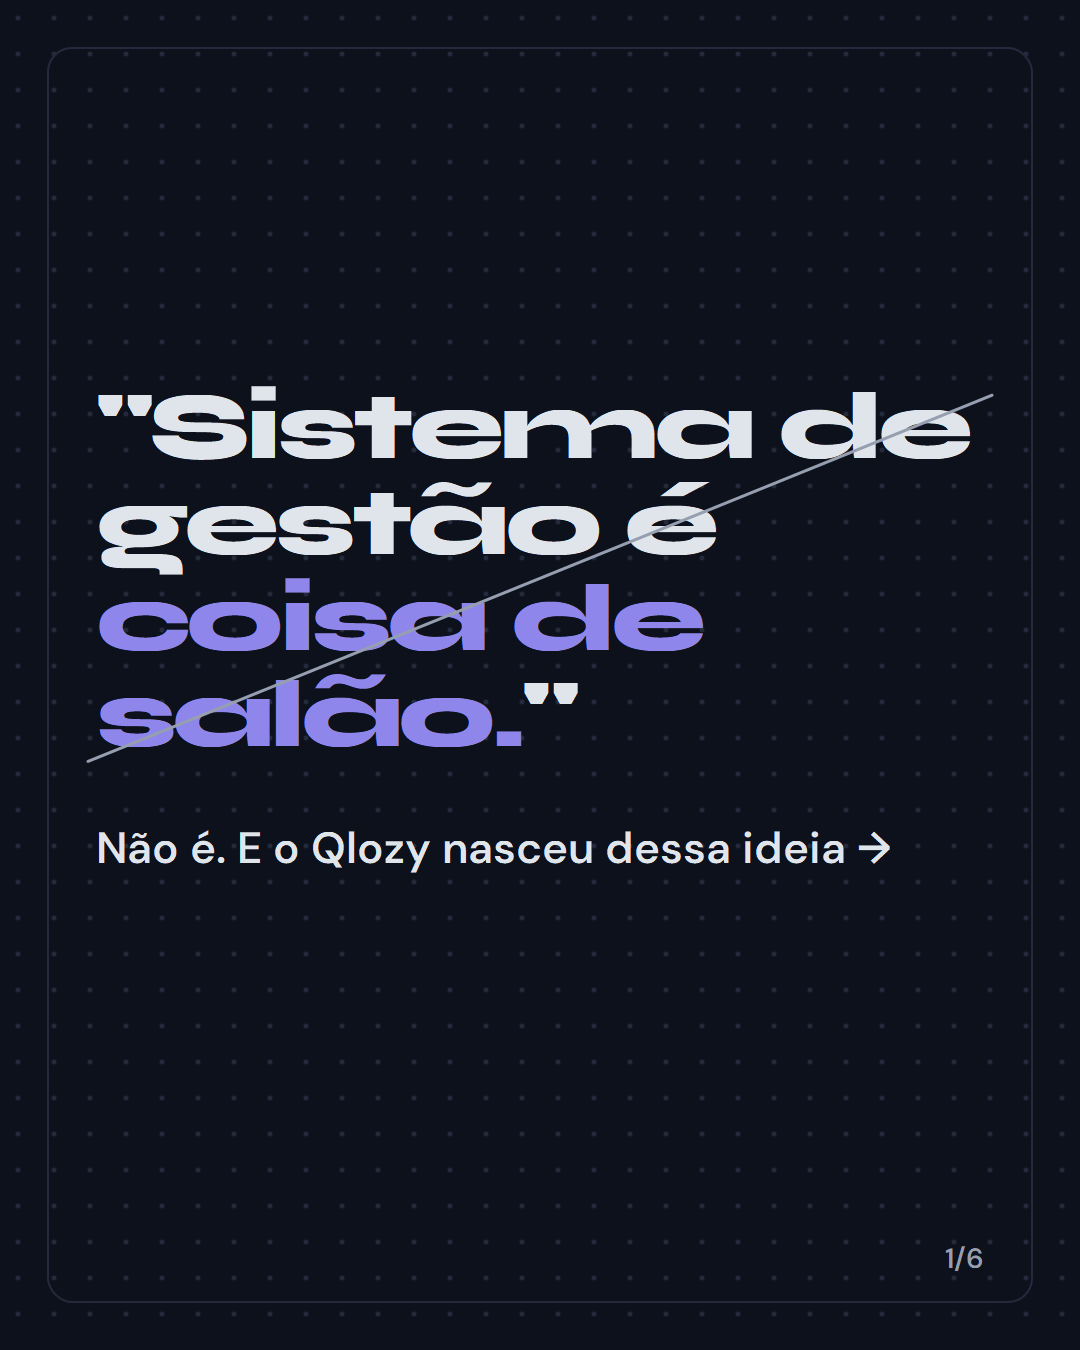 "Sistema de
gestão é
coisa de
salão."
Não é. E o Qlozy nasceu dessa ideia →
1/6